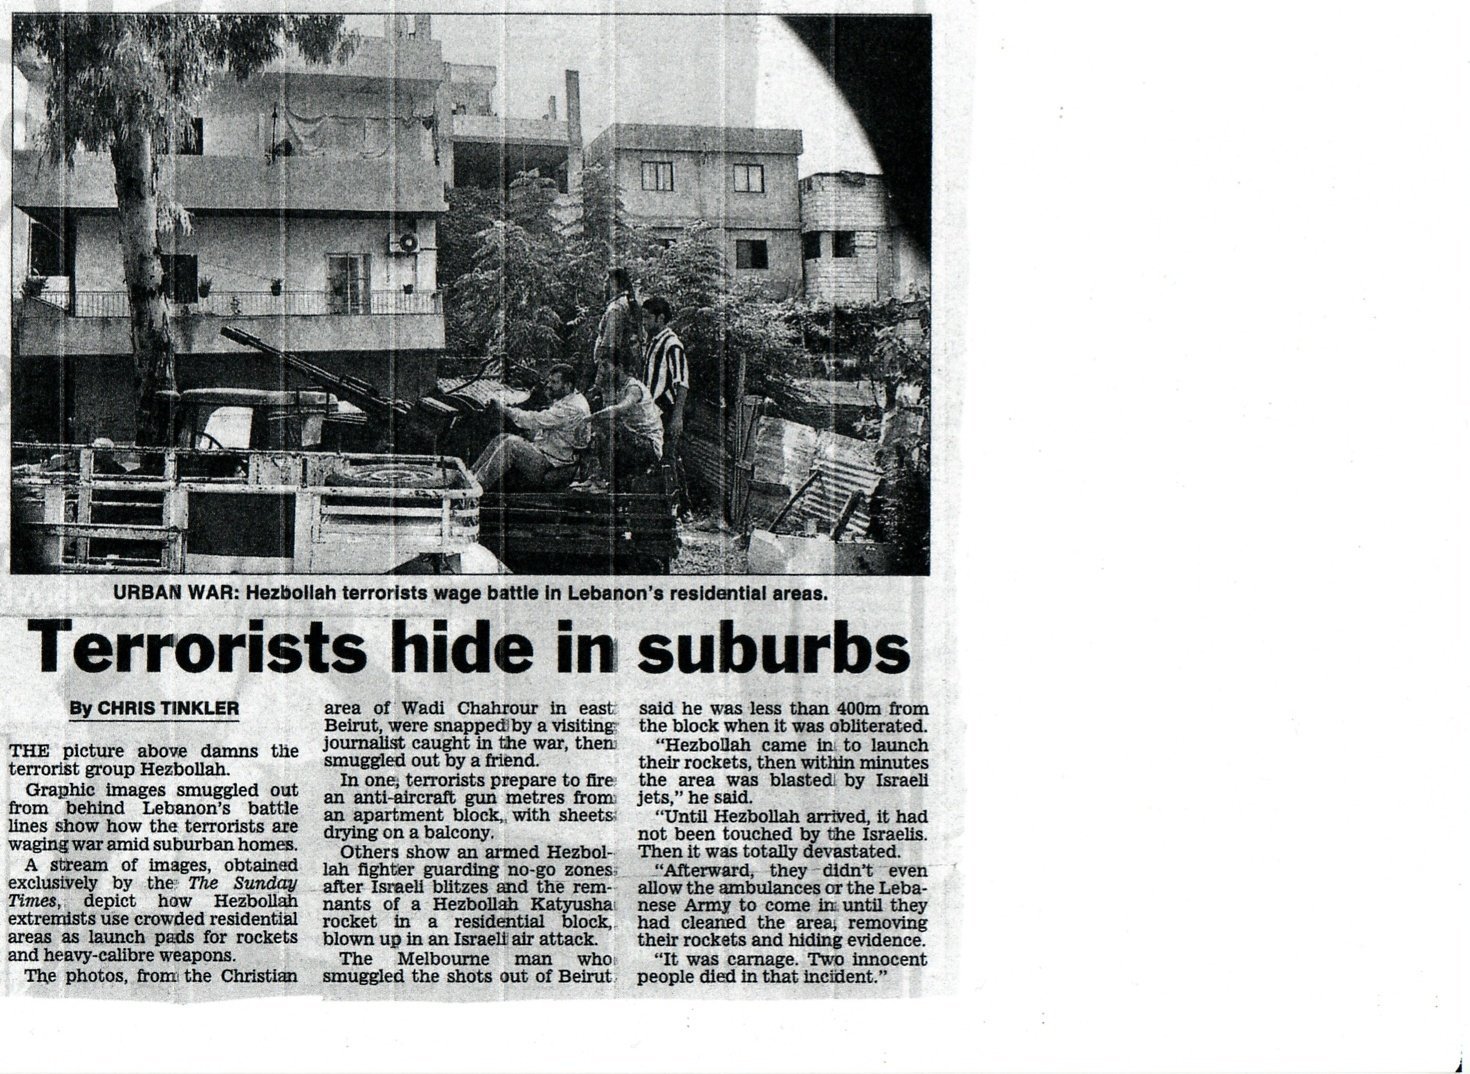 URBAN WAR: Hezbollah terrorists wage battle in Lebanon's residential areas.
Terrorists hide in suburbs
By CHRIS TINKLER
THE picture above damns the
terrorist group Hezbollah.
Graphic images smuggled out
from behind Lebanon's battle
lines show how the terrorists are
waging war amid suburban homes.
A stream of images, obtained
exclusively by the The Sunday
Times, depict how Hezbollah
extremists use crowded residential
areas as launch pads for rockets
and heavy-calibre weapons.
The photos, from the Christian
area of Wadi Chahrour in east
Beirut, were snapped by a visiting
journalist caught in the war, then
smuggled out by a friend.
In one, terrorists prepare to fire
an anti-aircraft gun metres from
an apartment block, with sheets
drying on a balcony.
Others show an armed Hezbol-
lah fighter guarding no-go zones
after Israeli blitzes and the rem-
nants of a Hezbollah Katyusha
rocket in a residential block,
blown up in an Israeli air attack.
The Melbourne man who
smuggled the shots out of Beirut
said he was less than 400m from
the block when it was obliterated.
"Hezbollah came in to launch
their rockets, then within minutes
the area was blasted by Israeli
jets," he said.
"Until Hezbollah arrived, it had
not been touched by the Israelis.
Then it was totally devastated.
"Afterward, they didn't even
allow the ambulances or the Leba-
nese Army to come in until they
had cleaned the area, removing
their rockets and hiding evidence.
"It was carnage. Two innocent
people died in that incident."